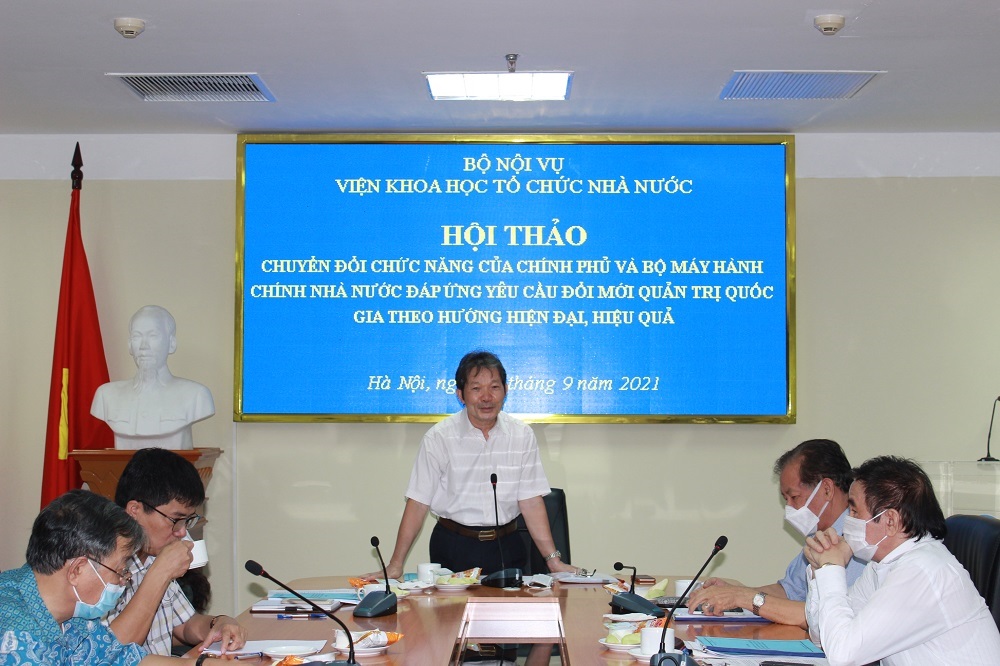 BỘ NỘI VỤ
VIỆN KHOA HỌC TỔ CHỨC NHÀ NƯỚC
HỘI THẢO
CHUYỂN ĐỔI CHỨC NĂNG CỦA CHÍNH PHỦ VÀ BỘ MÁY HÀNH
CHÍNH NHÀ NƯỚC ĐÁP ỨNG YÊU CẦU ĐỔI MỚI QUẢN TRỊ QUỐC
GIA THEO HƯỚNG HIỆN ĐẠI, HIỆU QUẢ
Hà Nội, tháng 9 năm 2021